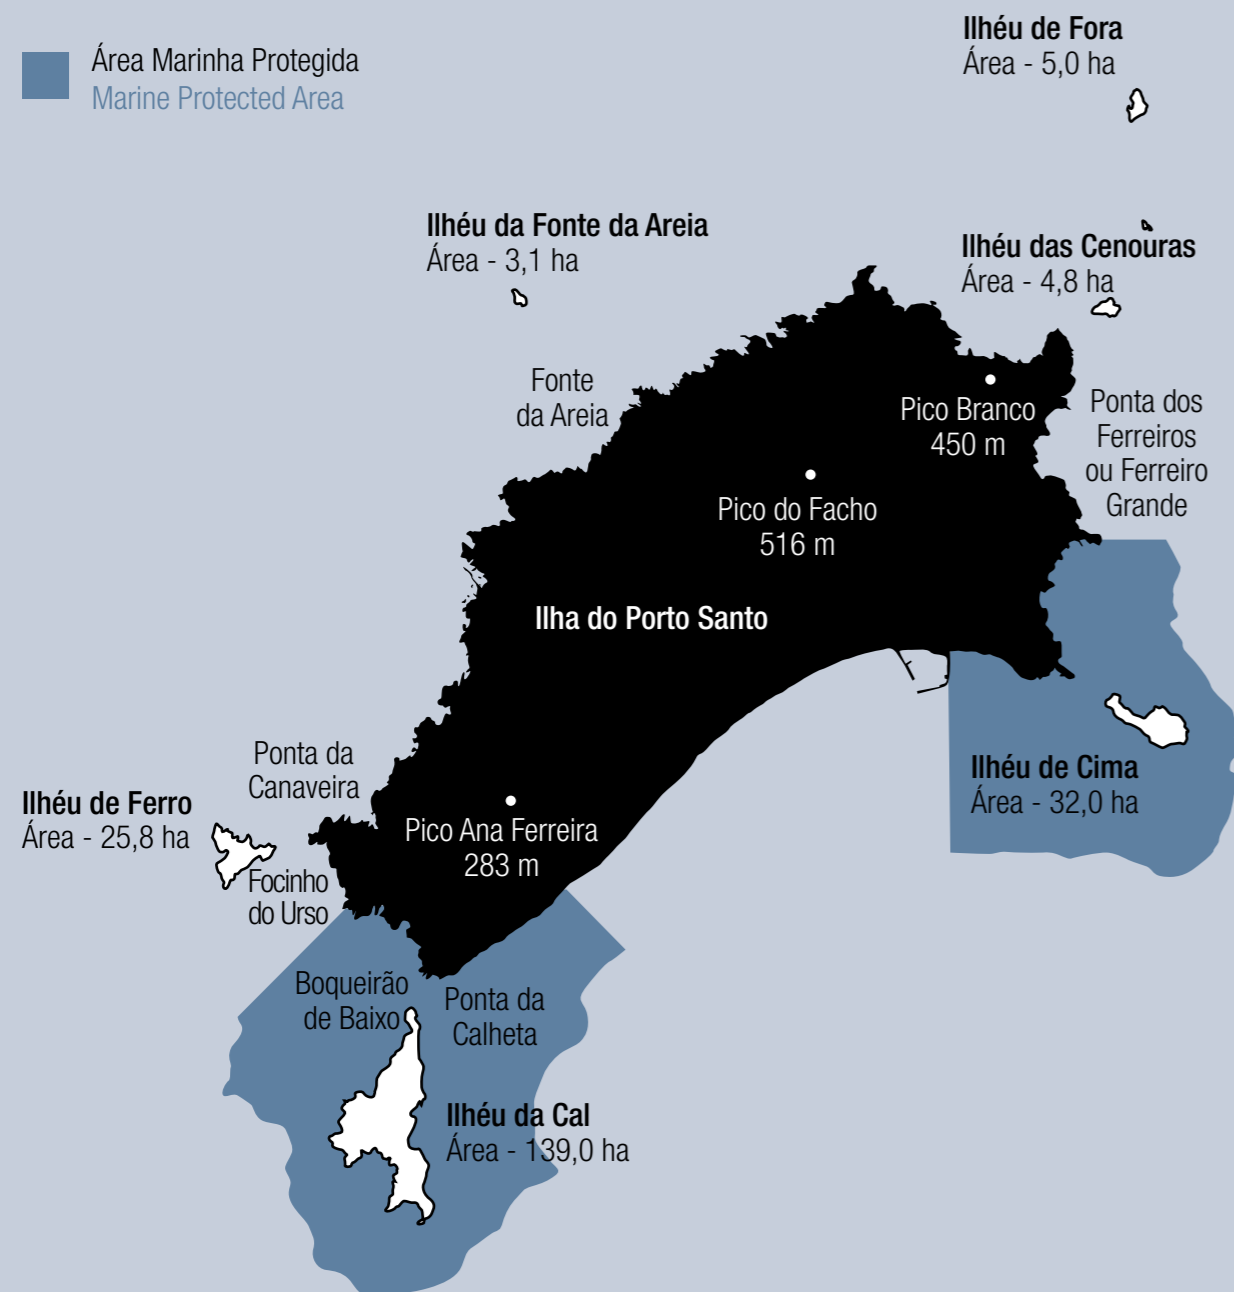 Área Marinha Protegida
Marine Protected Area
Ilhéu de Fora
Área - 5,0 ha
Ilhéu da Fonte da Areia
Área - 3,1 ha
Ilhéu das Cenouras
Área - 4,8 ha
Fonte
da Areia
Pico Branco
450 m
Ponta dos
Ferreiros
ou Ferreiro
Grande
Pico do Facho
516 m
Ilha do Porto Santo
Ponta da
Canaveira
Ilhéu de Ferro
Área - 25,8 ha
Pico Ana Ferreira
283 m
Ilhéu de Cima
Área - 32,0 ha
Focinho
do Urso
Boqueirão
de Baixo
Ponta da
Calheta
Ilhéu da Cal
Área - 139,0 ha